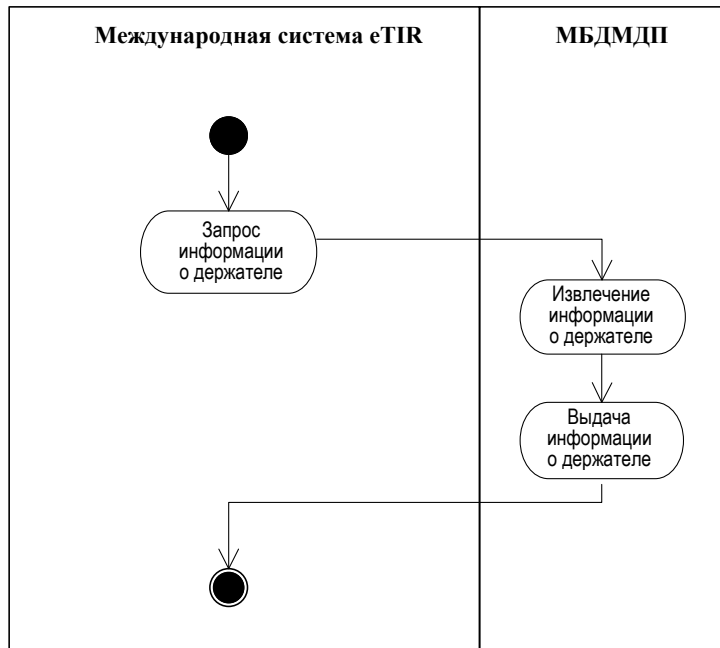 Международная система eTIR
МБДМДП
Запрос
информации
о держателе
Извлечение
информации
о держателе
Выдача
информации
о держателе